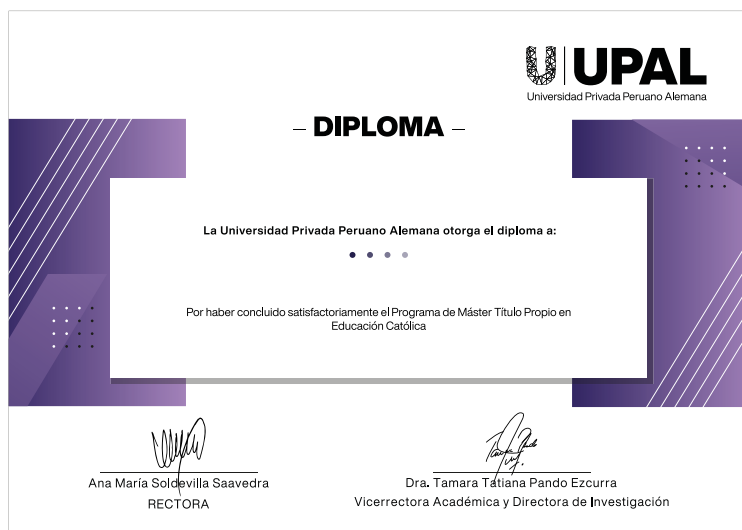 UPAL
Universidad Privada Peruano Alemana
– DIPLOMA –
La Universidad Privada Peruano Alemana otorga el diploma a:
Por haber concluido satisfactoriamente el Programa de Máster Título Propio en
Educación Católica
Ana María Soldevilla Saavedra
RECTORA
Dra. Tamara Tatiana Pando Ezcurra
Vicerrectora Académica y Directora de Investigación